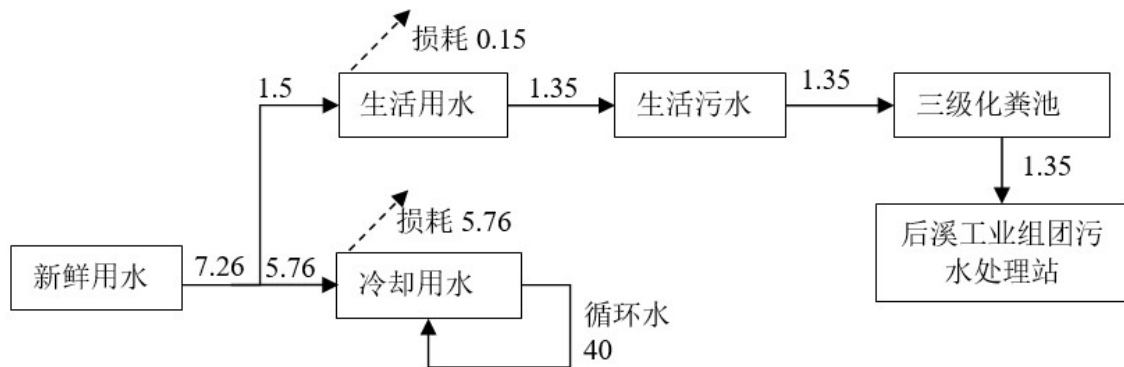 损耗 0.15
1.5
生活用水
1.35
生活污水
1.35
三级化粪池
1.35
损耗 5.76
后溪工业组团污
水处理站
新鲜用水
7.26
5.76
冷却用水
循环水
40